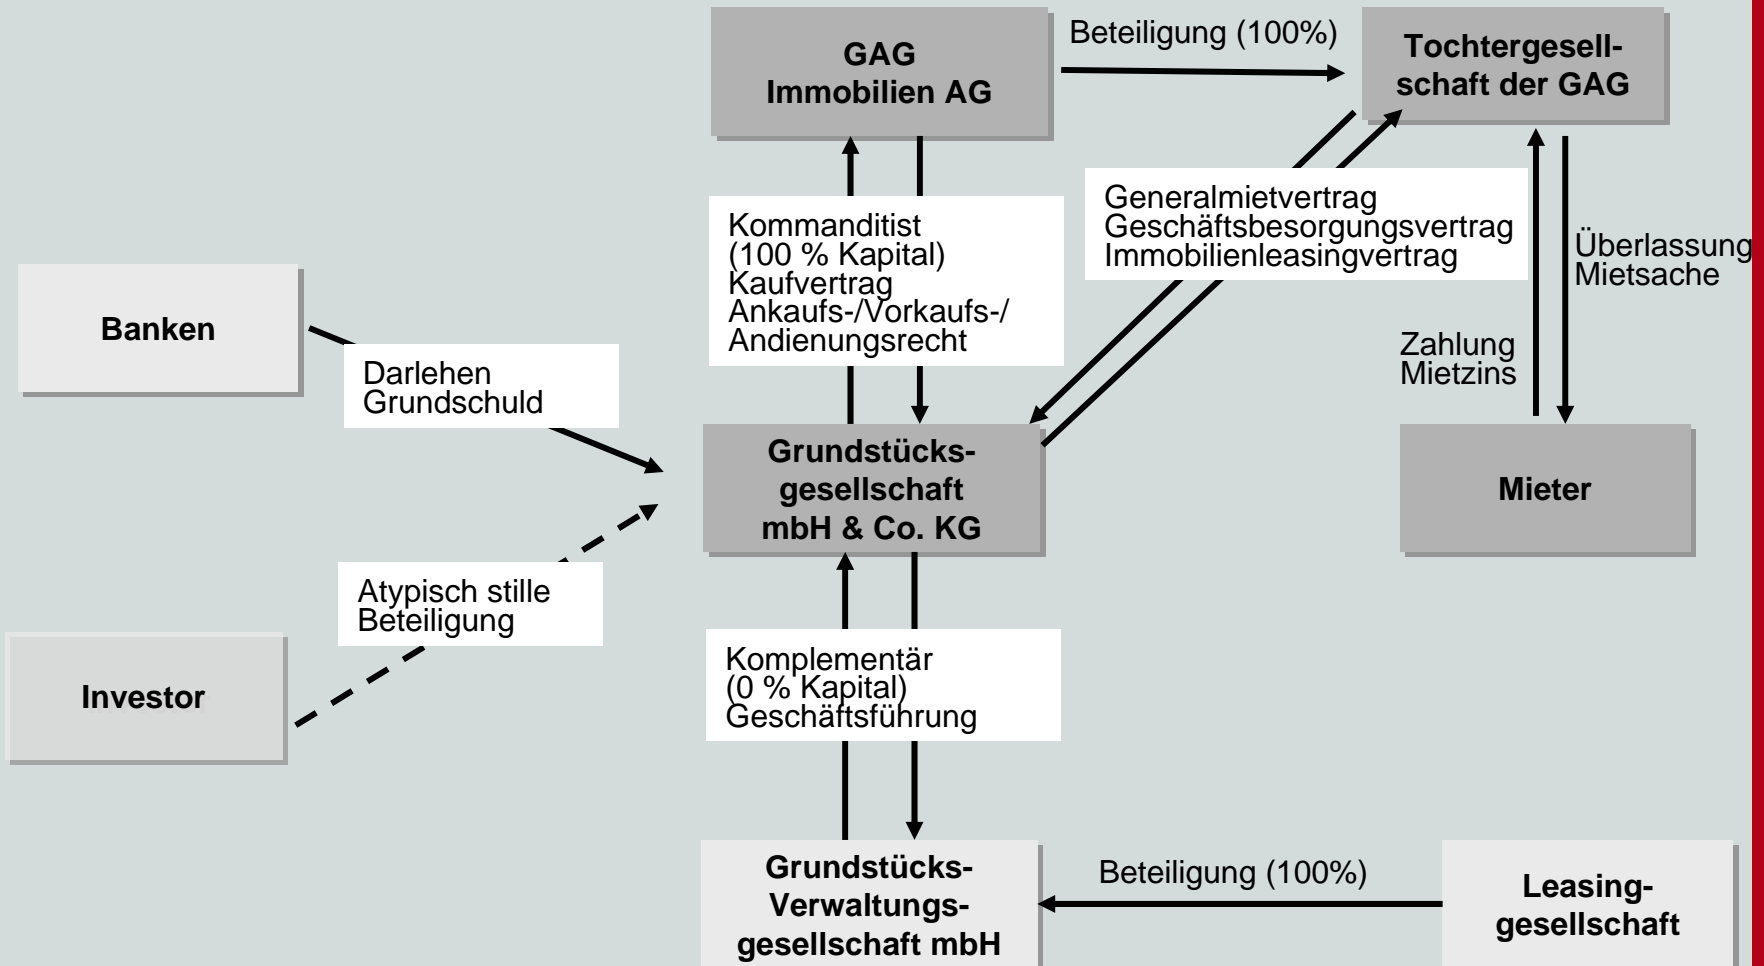 GAG
Immobilien AG
Beteiligung (100%)
Tochtergesell-
schaft der GAG
Kommanditist
(100 % Kapital)
Kaufvertrag
Ankaufs-/Vorkaufs-/
Andienungsrecht
Generalmietvertrag
Geschäftsbesorgungsvertrag
Immobilienleasingvertrag
Überlassung
Mietsache
Zahlung
Mietzins
Banken
Darlehen
Grundschuld
Grundstücks-
gesellschaft
mbH & Co. KG
Mieter
Atypisch stille
Beteiligung
Investor
Komplementär
(0 % Kapital)
Geschäftsführung
Grundstücks-
Verwaltungs-
gesellschaft mbH
Beteiligung (100%)
Leasing-
gesellschaft